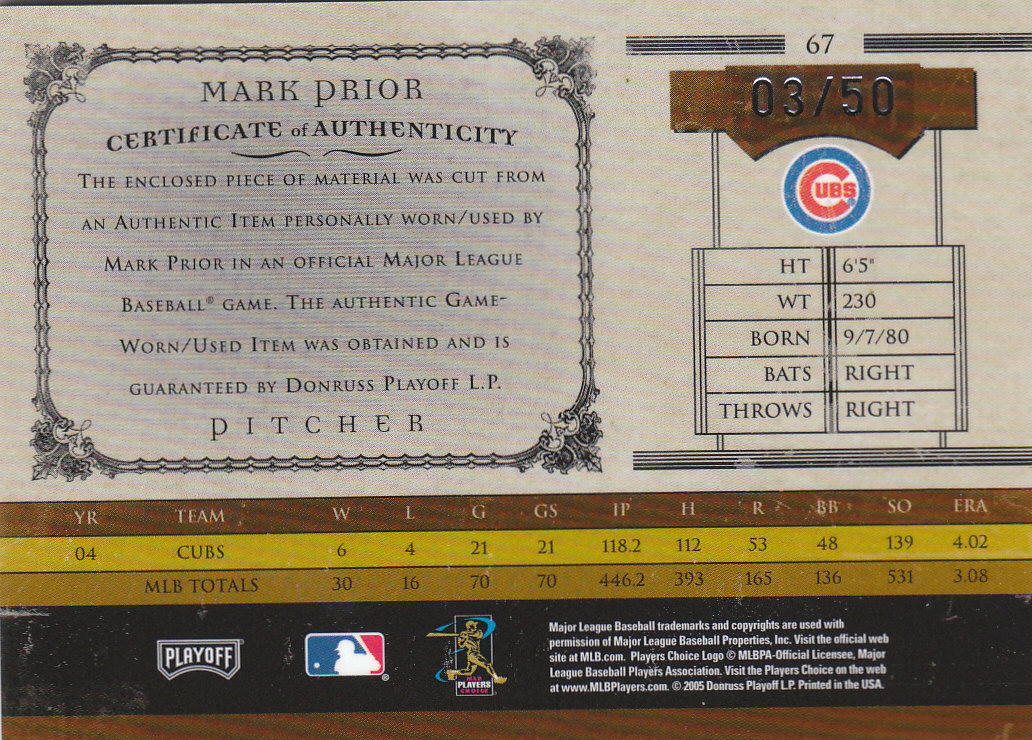 67
03/50
MARK PRIOR
CERTIFICATE of AUTHENTICITY
THE ENCLOSED PIECE OF MATERIAL WAS CUT FROM
AN AUTHENTIC ITEM PERSONALLY WORN/USED BY
MARK PRIOR IN AN OFFICIAL MAJOR LEAGUE
BASEBALL® GAME. THE AUTHENTIC GAME-
WORN/USED ITEM WAS OBTAINED AND IS
GUARANTEED BY DONRUSS PLAYOFF L.P.
PITCHER
CUBS
HT 6'5"
WT 230
BORN 9/7/80
BATS RIGHT
THROWS RIGHT
YR TEAM W L G GS IP H R BB SO ERA
04 CUBS 6 4 21 21 118.2 112 53 48 139 4.02
MLB TOTALS 30 16 70 70 446.2 393 165 136 531 3.08
PLAYOFF
MLB
PLAYERS
CHOICE
Major League Baseball trademarks and copyrights are used with
permission of Major League Baseball Properties, Inc. Visit the official web
site at MLB.com. Players Choice Logo © MLBPA-Official Licensee, Major
League Baseball Players Association. Visit the Players Choice on the web
at www.MLBPlayers.com. © 2005 Donruss Playoff L.P. Printed in the USA.